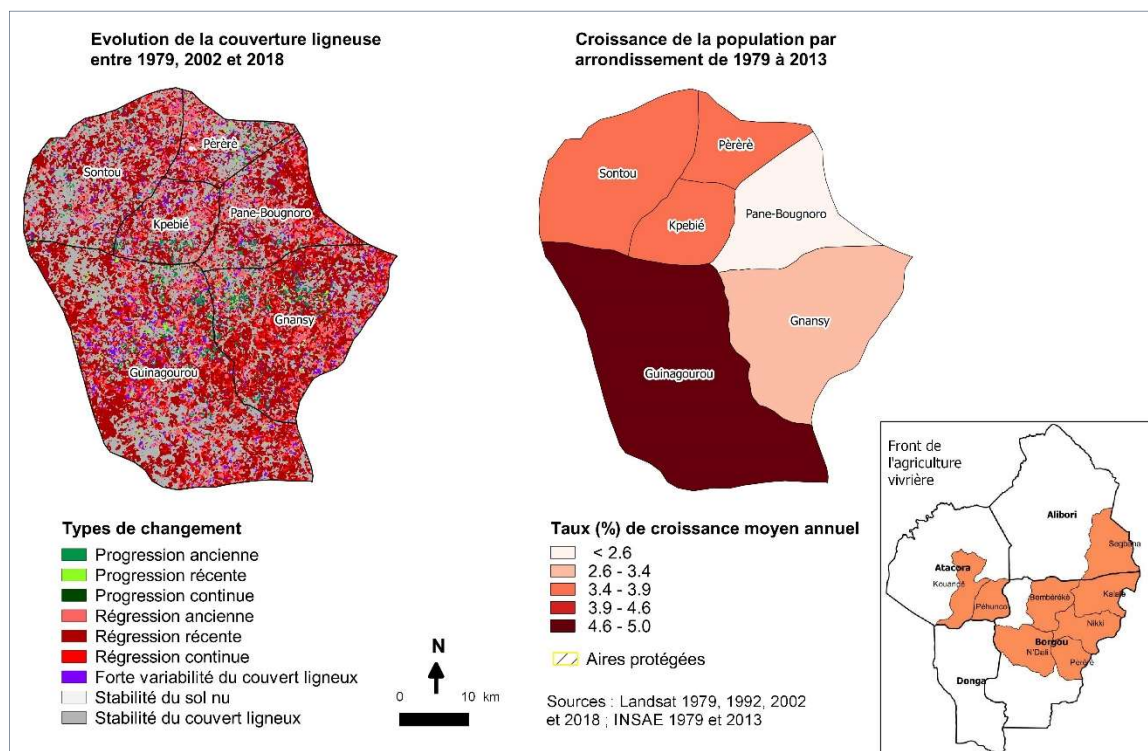 Evolution de la couverture ligneuse
entre 1979, 2002 et 2018
Pèrèrè
Sontou
Kpebié
Pane-Bougnoro
Gnansy
Guinagourou
Types de changement
Progression ancienne
Progression récente
Progression continue
Régression ancienne
Régression récente
Régression continue
Forte variabilité du couvert ligneux
Stabilité du sol nu
Stabilité du couvert ligneux
N
0 10 km
Croissance de la population par
arrondissement de 1979 à 2013
Pèrèrè
Sontou
Kpebié
Pane-Bougnoro
Gnansy
Guinagourou
Taux (%) de croissance moyen annuel
< 2.6
2.6 - 3.4
3.4 - 3.9
3.9 - 4.6
4.6 - 5.0
Aires protégées
Sources : Landsat 1979, 1992, 2002
et 2018 ; INSAE 1979 et 2013
Front de
l'agriculture
vivrière
Alibori
Segbana
Atacora
Kouandé
Péhunco
Bembèrèkè
Kalalé
Nikki
Borgou
N'Dali
Pèrèrè
Donga